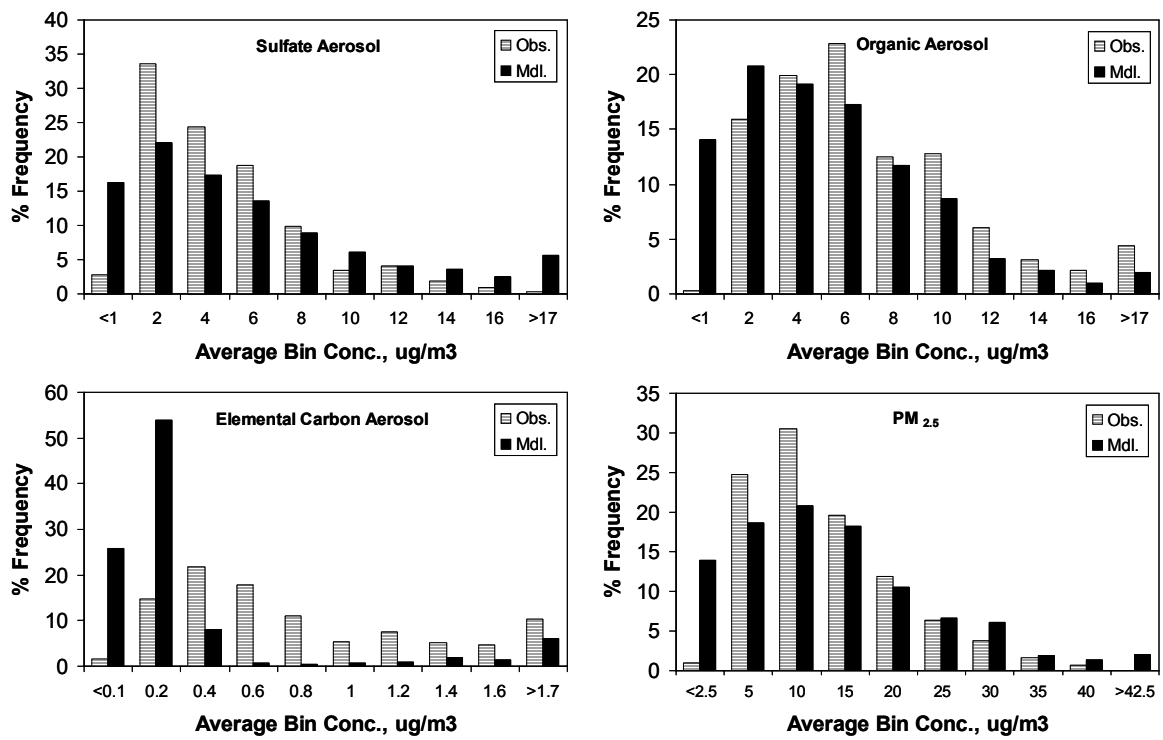 Sulfate Aerosol
Obs.
Mdl.
% Frequency
40
35
30
25
20
15
10
5
0
<1 2 4 6 8 10 12 14 16 >17
Average Bin Conc., ug/m3
Organic Aerosol
Obs.
Mdl.
% Frequency
25
20
15
10
5
0
<1 2 4 6 8 10 12 14 16 >17
Average Bin Conc., ug/m3
Elemental Carbon Aerosol
Obs.
Mdl.
% Frequency
60
50
40
30
20
10
0
<0.1 0.2 0.4 0.6 0.8 1 1.2 1.4 1.6 >1.7
Average Bin Conc., ug/m3
PM 2.5
Obs.
Mdl.
% Frequency
35
30
25
20
15
10
5
0
<2.5 5 10 15 20 25 30 35 40 >42.5
Average Bin Conc., ug/m3